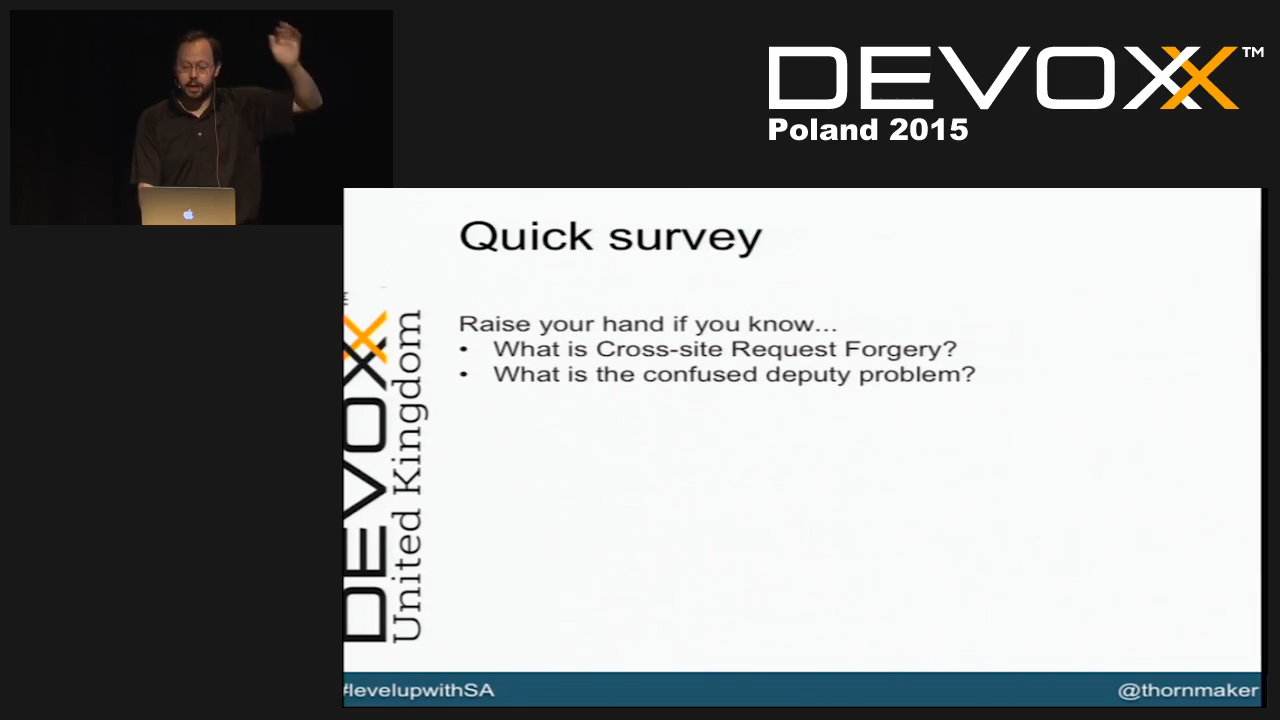 DEVOXX™
Poland 2015
Quick survey
Raise your hand if you know...
• What is Cross-site Request Forgery?
• What is the confused deputy problem?
DEVOXX
United Kingdom
#levelupwithSA
@thornmaker